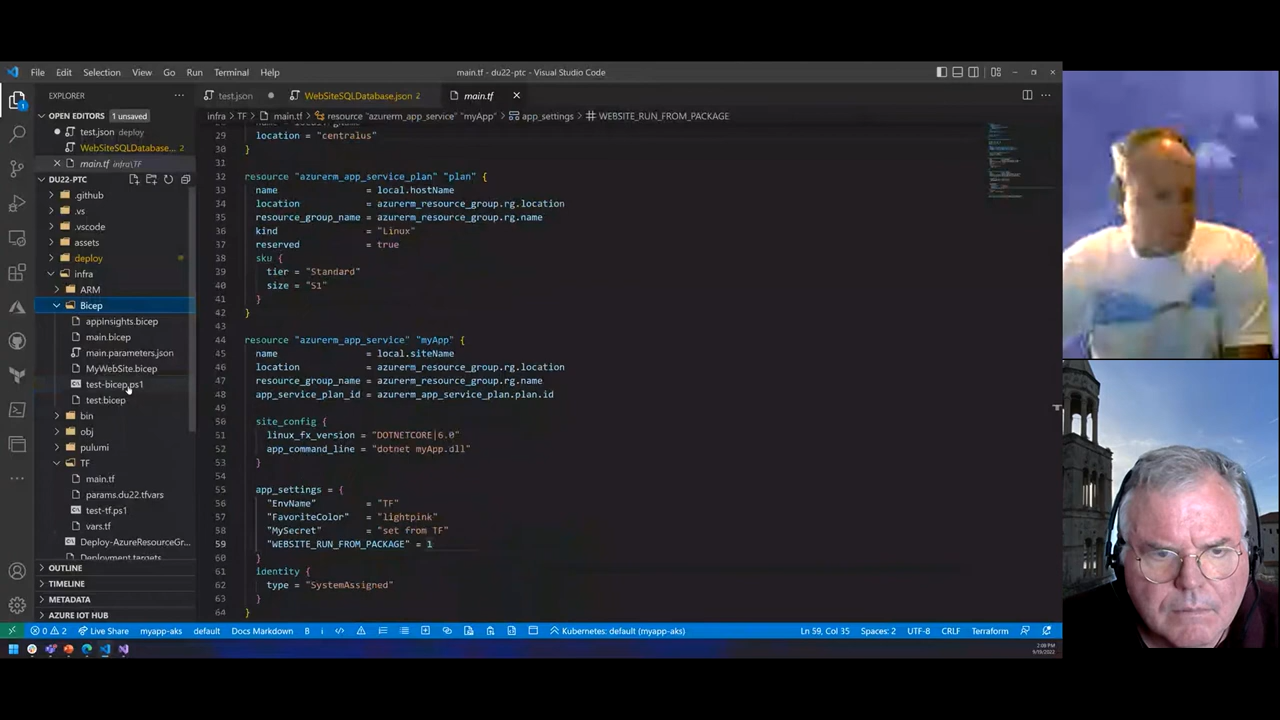 File Edit Selection View Go Run Terminal Help
main.tf - du22-ptc - Visual Studio Code
EXPLORER
test.json
WebSiteSQLDatabase.json 2
main.tf
OPEN EDITORS 1 unsaved
infra > TF > main.tf > resource "azurerm_app_service" "myApp" > app_settings > WEBSITE_RUN_FROM_PACKAGE
test.json deploy
WebSiteSQLDatabase... 2
main.tf infra\TF
DU22-PTC
.github
.vs
.vscode
assets
deploy
infra
ARM
Bicep
appInsights.bicep
main.bicep
main.parameters.json
MyWebSite.bicep
test-bicep.ps1
test.bicep
bin
obj
pulumi
TF
main.tf
params.du22.tfvars
test-tf.ps1
vars.tf
Deploy-AzureResourceGr...
Deployment.targets
OUTLINE
TIMELINE
METADATA
AZURE IOT HUB
29 location = "centralus"
30 }
31
32 resource "azurerm_app_service_plan" "plan" {
33 name = local.hostName
34 location = azurerm_resource_group.rg.location
35 resource_group_name = azurerm_resource_group.rg.name
36 kind = "Linux"
37 reserved = true
38 sku {
39 tier = "Standard"
40 size = "S1"
41 }
42 }
43
44 resource "azurerm_app_service" "myApp" {
45 name = local.siteName
46 location = azurerm_resource_group.rg.location
47 resource_group_name = azurerm_resource_group.rg.name
48 app_service_plan_id = azurerm_app_service_plan.plan.id
49
50 site_config {
51 linux_fx_version = "DOTNETCORE|6.0"
52 app_command_line = "dotnet myApp.dll"
53 }
54
55 app_settings = {
56 "EnvName" = "TF"
57 "FavoriteColor" = "lightpink"
58 "MySecret" = "set from TF"
59 "WEBSITE_RUN_FROM_PACKAGE" = 1
60 }
61 identity {
62 type = "SystemAssigned"
63 }
64 }
0 2 Live Share myapp-aks default Docs Markdown B i Kubernetes: default (myapp-aks) Ln 59, Col 35 Spaces: 2 UTF-8 CRLF Terraform
2:08 PM
9/19/2022